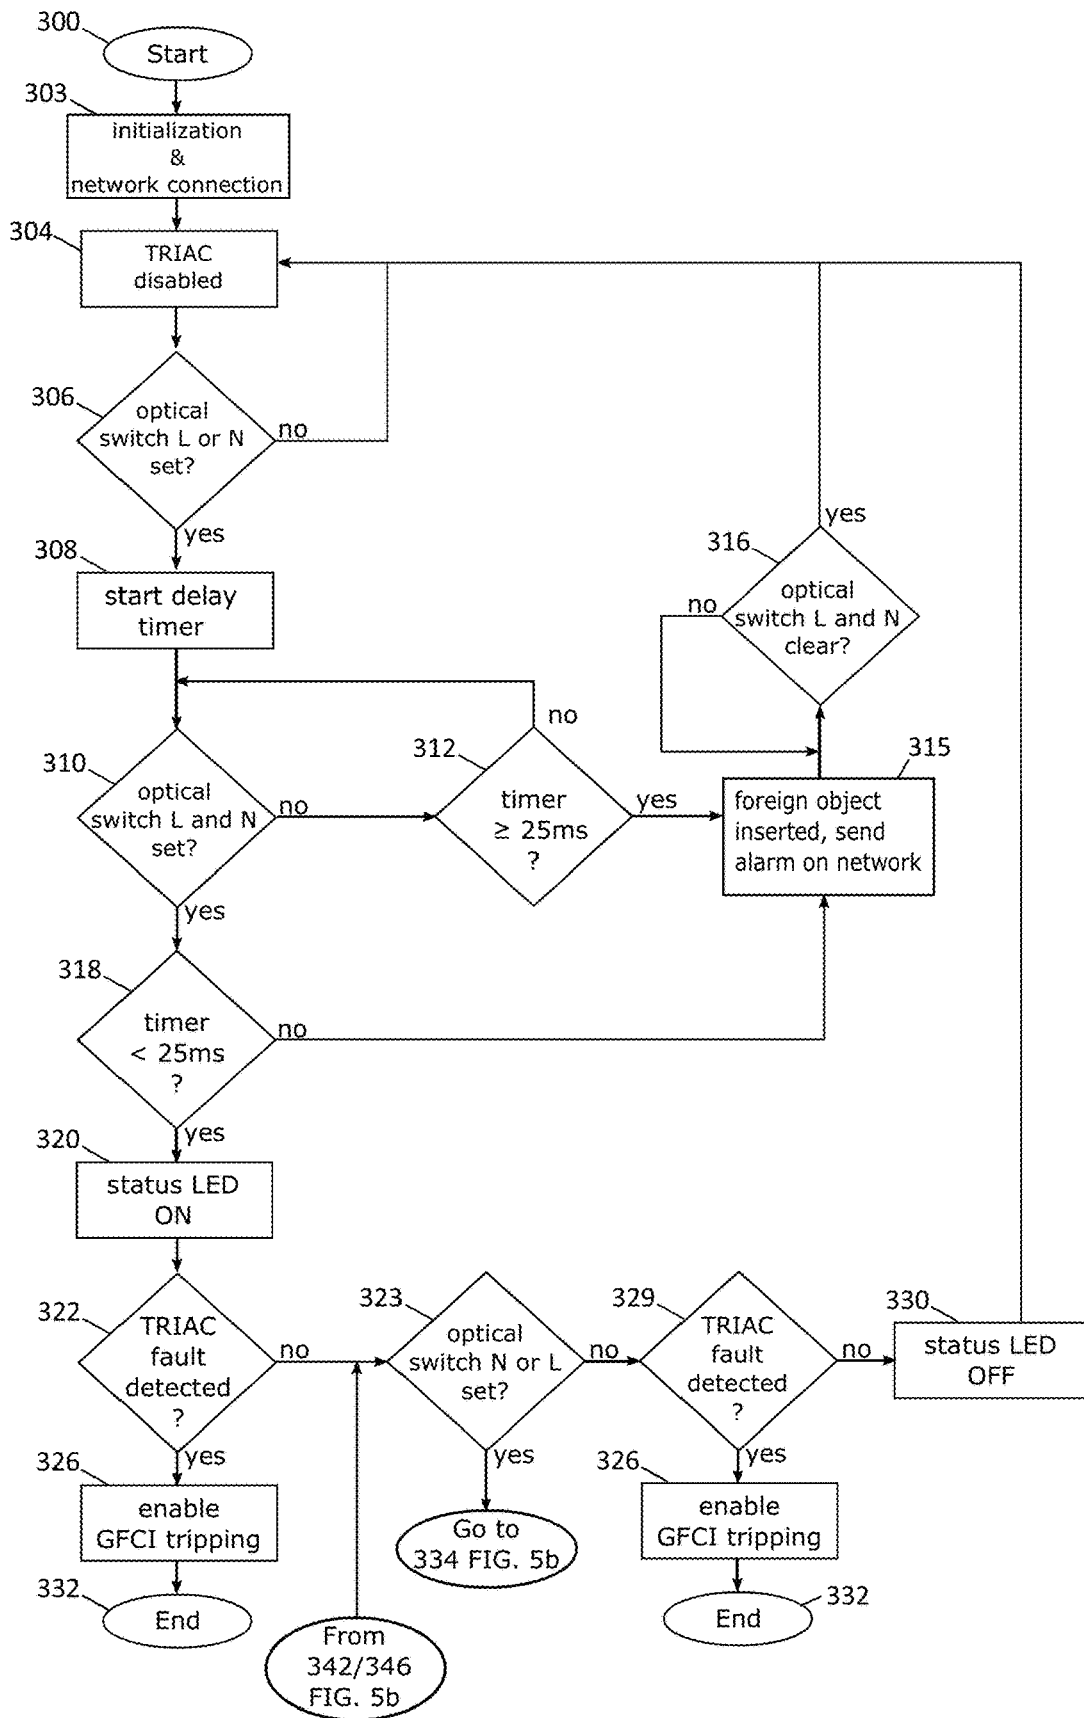 300
Start
303
initialization
&
network connection
304
TRIAC
disabled
306
optical
switch L or N
set?
no
yes
308
start delay
timer
316
yes
optical
switch L and N
clear?
no
310
optical
switch L and N
set?
no
yes
312
no
timer
≥ 25ms
?
yes
315
foreign object
inserted, send
alarm on network
318
timer
< 25ms
?
no
yes
320
status LED
ON
322
TRIAC
fault
detected
?
no
yes
323
optical
switch N or L
set?
no
yes
329
TRIAC
fault
detected
?
no
yes
330
status LED
OFF
326
enable
GFCI tripping
Go to
334 FIG. 5b
326
enable
GFCI tripping
332
End
From
342/346
FIG. 5b
End
332